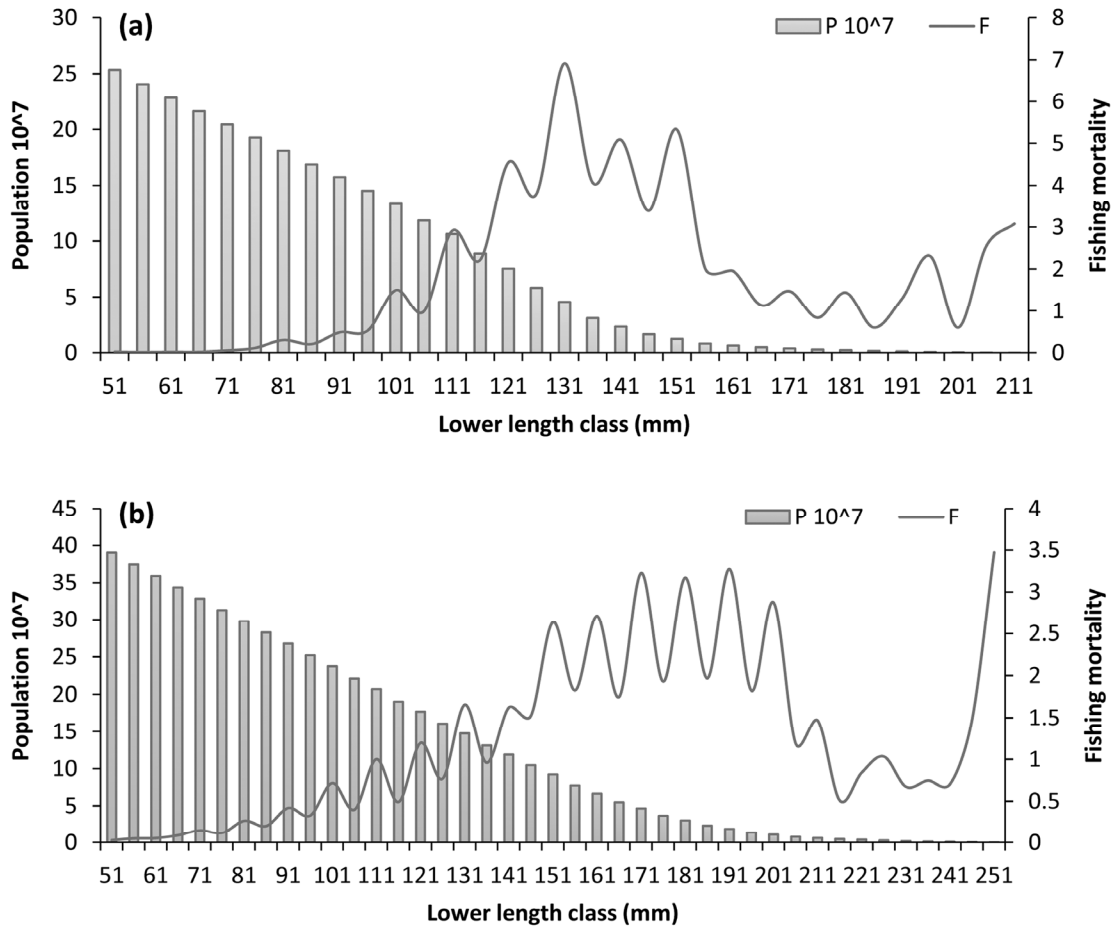 (a)
P 10^7 F
Population 10^7
30
25
20
15
10
5
0
8
7
6
5
4
3
2
1
0
Fishing mortality
51 61 71 81 91 101 111 121 131 141 151 161 171 181 191 201 211
Lower length class (mm)
(b)
P 10^7 F
Population 10^7
45
40
35
30
25
20
15
10
5
0
4
3.5
3
2.5
2
1.5
1
0.5
0
Fishing mortality
51 61 71 81 91 101 111 121 131 141 151 161 171 181 191 201 211 221 231 241 251
Lower length class (mm)